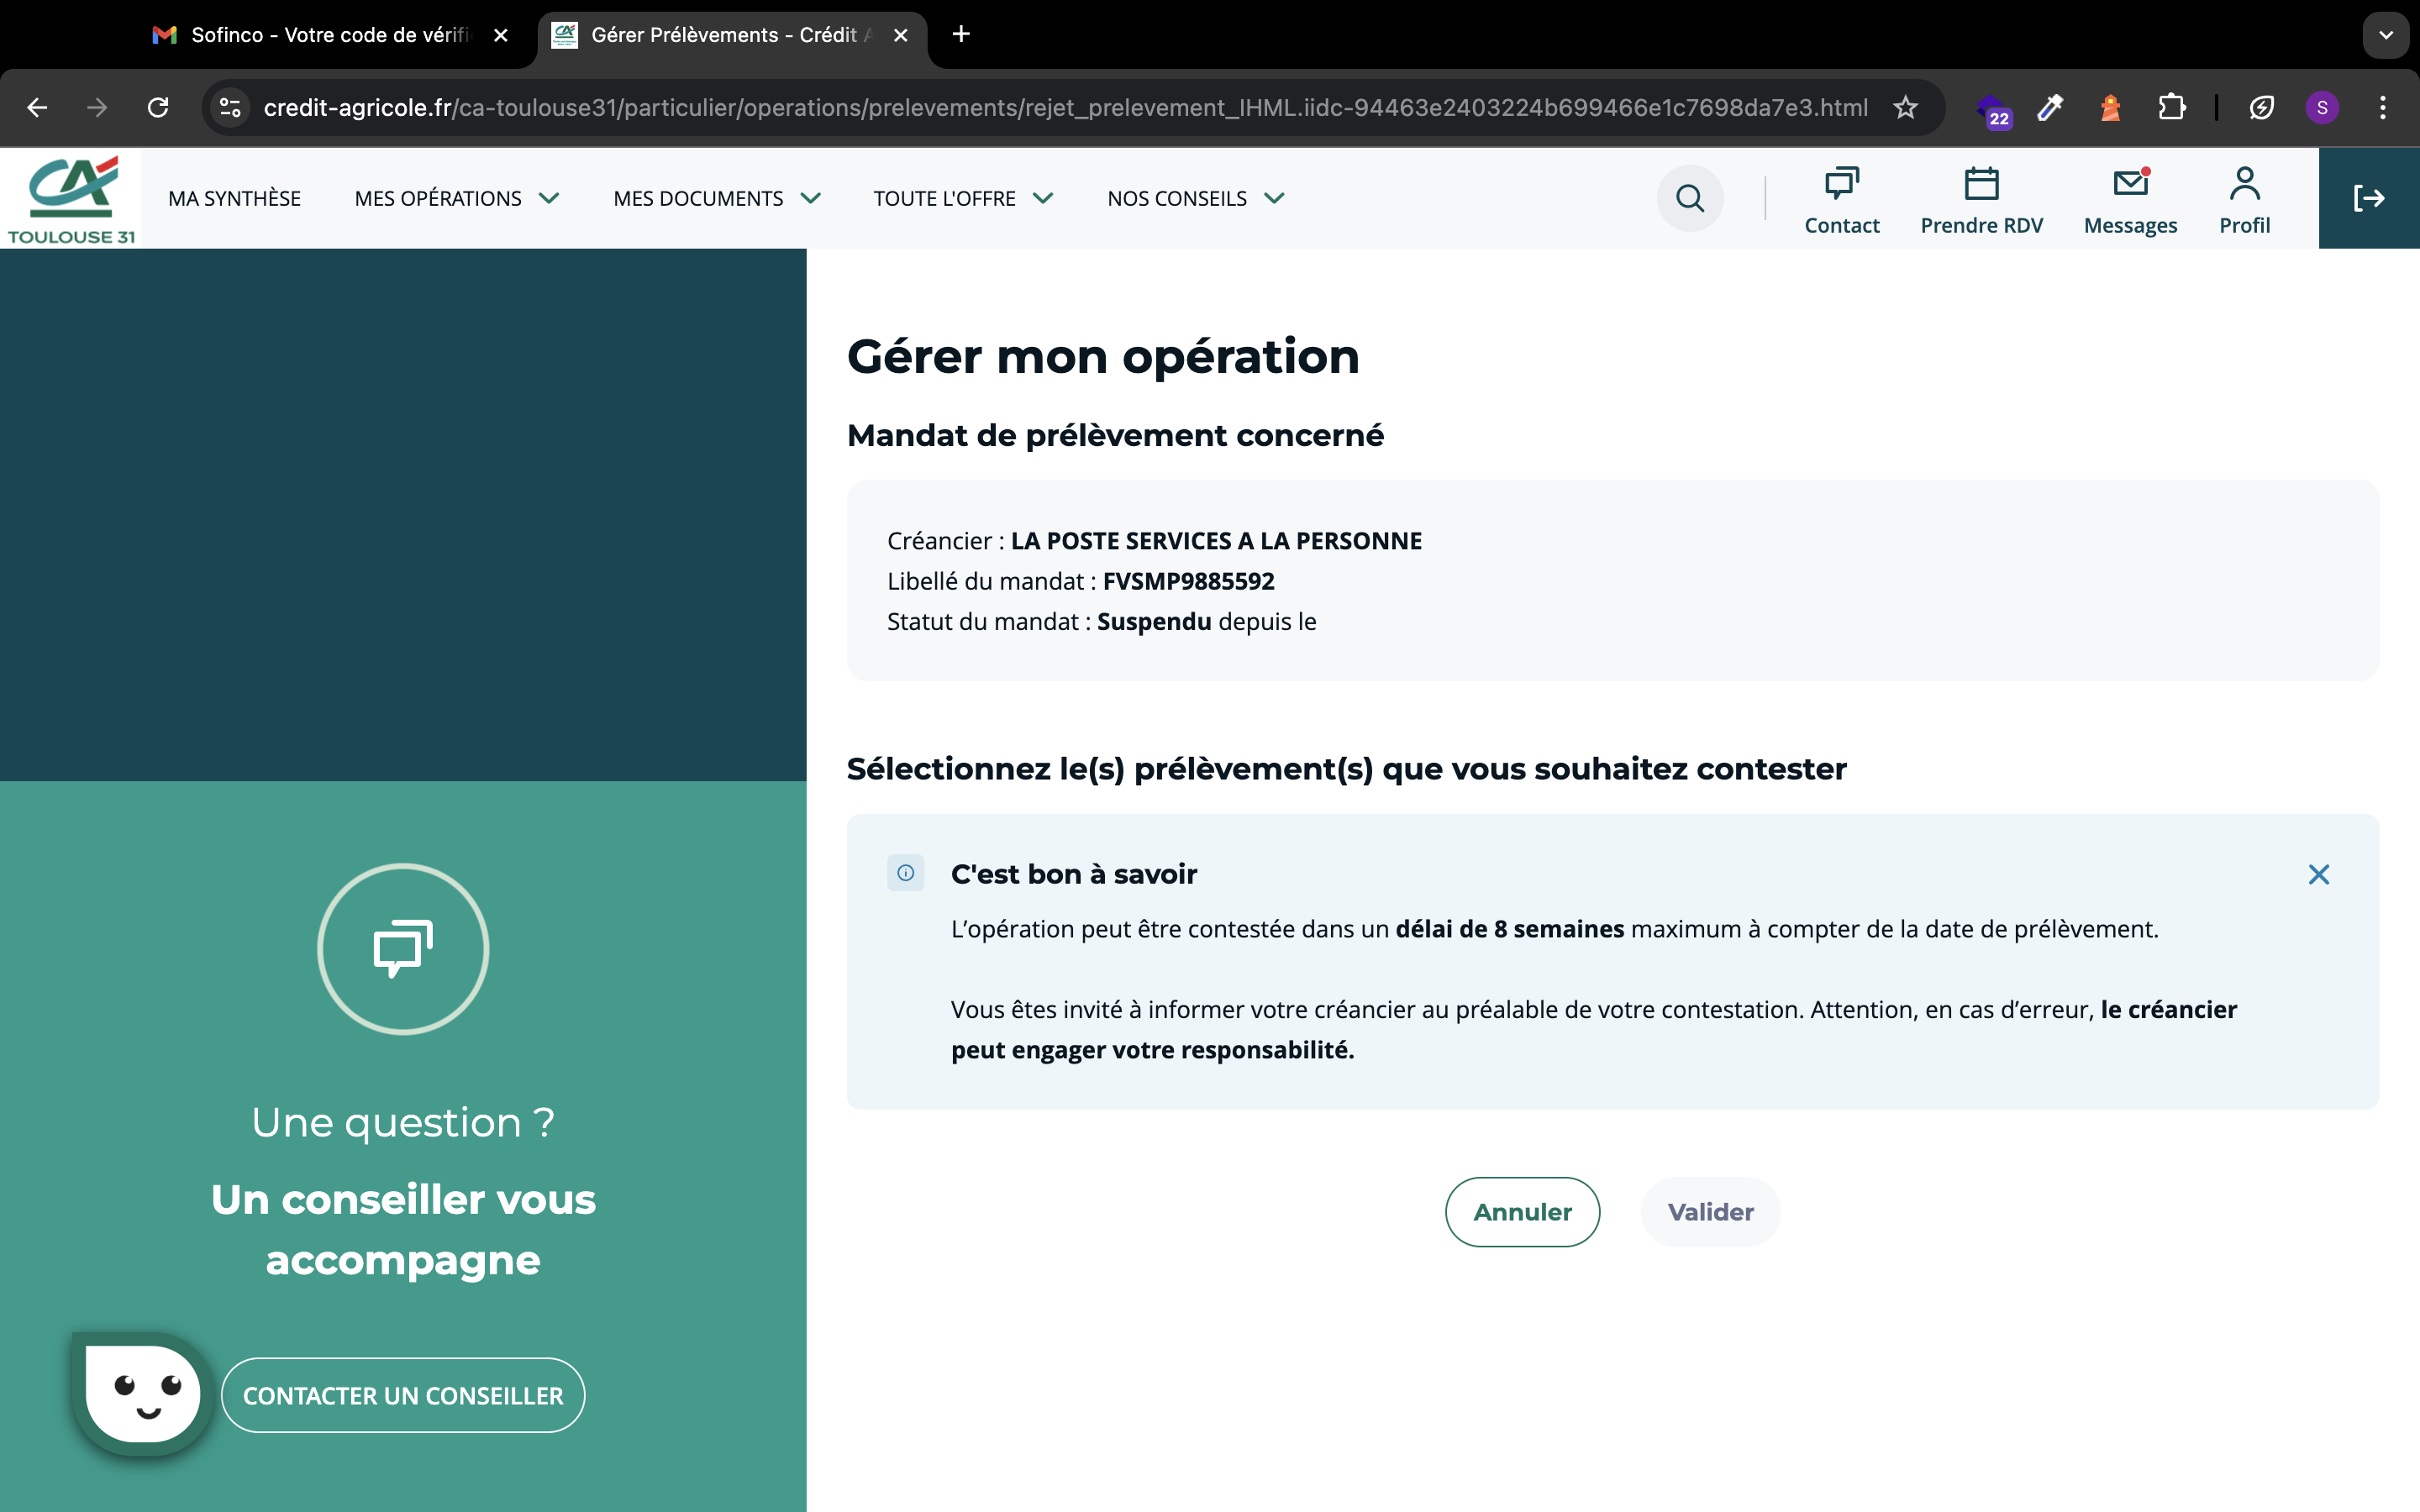 Sofinco - Votre code de vérifi
Gérer Prélèvements - Crédit A
credit-agricole.fr/ca-toulouse31/particulier/operations/prelevements/rejet_prelevement_IHML.iidc-94463e2403224b699466e1c7698da7e3.html
22
S
CA
TOULOUSE 31
MA SYNTHÈSE
MES OPÉRATIONS
MES DOCUMENTS
TOUTE L'OFFRE
NOS CONSEILS
Contact
Prendre RDV
Messages
Profil
Gérer mon opération
Mandat de prélèvement concerné
Créancier : LA POSTE SERVICES A LA PERSONNE
Libellé du mandat : FVSMP9885592
Statut du mandat : Suspendu depuis le
Sélectionnez le(s) prélèvement(s) que vous souhaitez contester
C'est bon à savoir
L’opération peut être contestée dans un délai de 8 semaines maximum à compter de la date de prélèvement.
Vous êtes invité à informer votre créancier au préalable de votre contestation. Attention, en cas d’erreur, le créancier
peut engager votre responsabilité.
Annuler
Valider
Une question ?
Un conseiller vous
accompagne
CONTACTER UN CONSEILLER